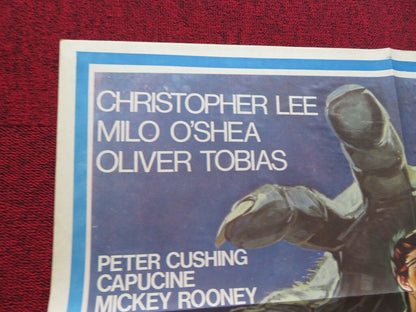 CHRISTOPHER LEE
MILO O'SHEA
OLIVER TOBIAS
PETER CUSHING
CAPUCINE
MICKEY ROONEY